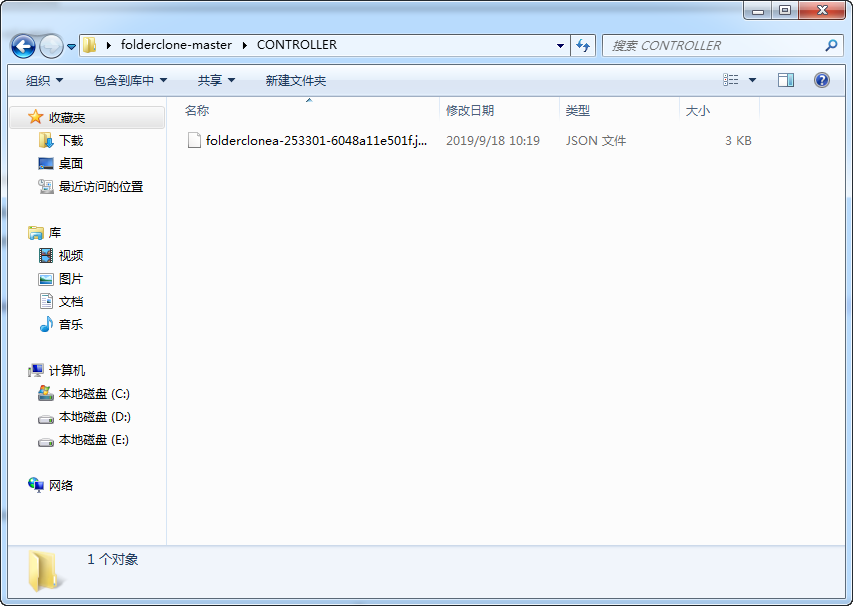 folderclone-master
CONTROLLER
搜索 CONTROLLER
组织
包含到库中
共享
新建文件夹
收藏夹
下载
桌面
最近访问的位置
库
视频
图片
文档
音乐
计算机
本地磁盘 (C:)
本地磁盘 (D:)
本地磁盘 (E:)
网络
名称
修改日期
类型
大小
folderclonea-253301-6048a11e501f.j...
2019/9/18 10:19
JSON 文件
3 KB
1 个对象